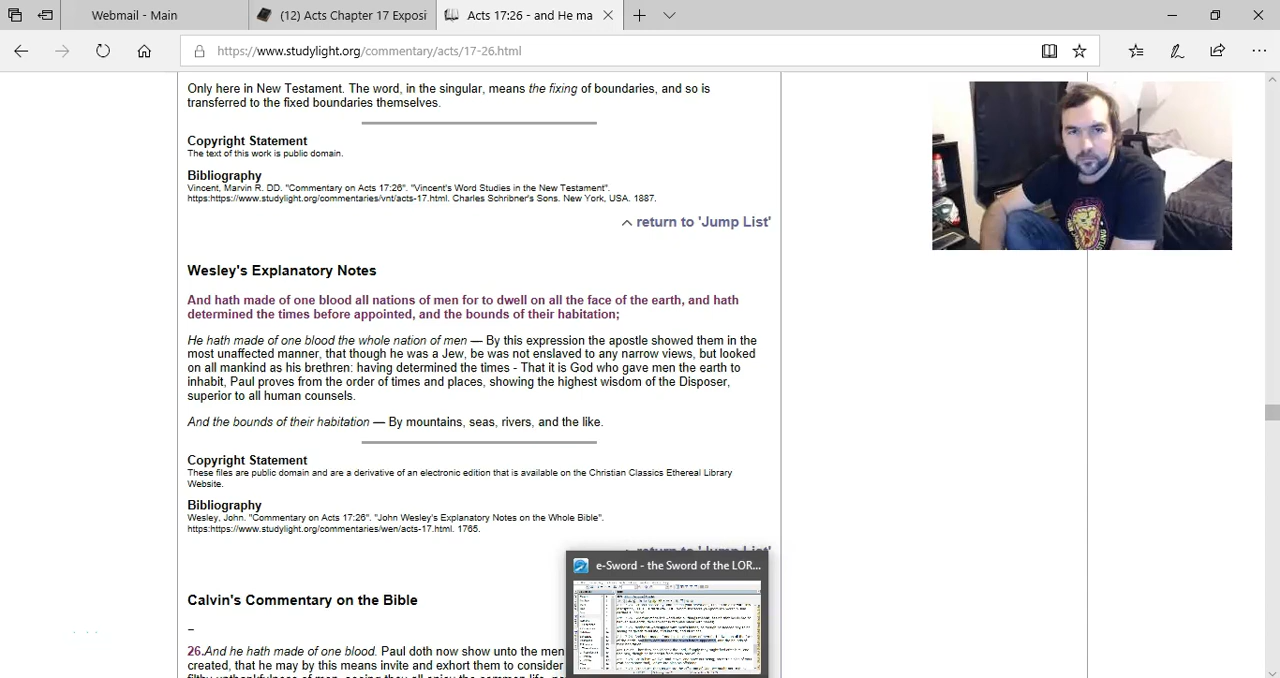 Webmail - Main
(12) Acts Chapter 17 Exposi
Acts 17:26 - and He ma
https://www.studylight.org/commentary/acts/17-26.html
Only here in New Testament. The word, in the singular, means the fixing of boundaries, and so is
transferred to the fixed boundaries themselves.
Copyright Statement
The text of this work is public domain.
Bibliography
Vincent, Marvin R. DD. "Commentary on Acts 17:26". "Vincent's Word Studies in the New Testament".
https:https://www.studylight.org/commentaries/vnt/acts-17.html. Charles Schribner's Sons. New York, USA. 1887.
return to 'Jump List'
Wesley's Explanatory Notes
And hath made of one blood all nations of men for to dwell on all the face of the earth, and hath
determined the times before appointed, and the bounds of their habitation;
He hath made of one blood the whole nation of men — By this expression the apostle showed them in the
most unaffected manner, that though he was a Jew, be was not enslaved to any narrow views, but looked
on all mankind as his brethren: having determined the times - That it is God who gave men the earth to
inhabit, Paul proves from the order of times and places, showing the highest wisdom of the Disposer,
superior to all human counsels.
And the bounds of their habitation — By mountains, seas, rivers, and the like.
Copyright Statement
These files are public domain and are a derivative of an electronic edition that is available on the Christian Classics Ethereal Library
Website.
Bibliography
Wesley, John. "Commentary on Acts 17:26". "John Wesley's Explanatory Notes on the Whole Bible".
https:https://www.studylight.org/commentaries/wen/acts-17.html. 1765.
return to 'Jump List'
e-Sword - the Sword of the LOR...
Calvin's Commentary on the Bible
–
26.And he hath made of one blood. Paul doth now show unto the men
created, that he may by this means invite and exhort them to consider